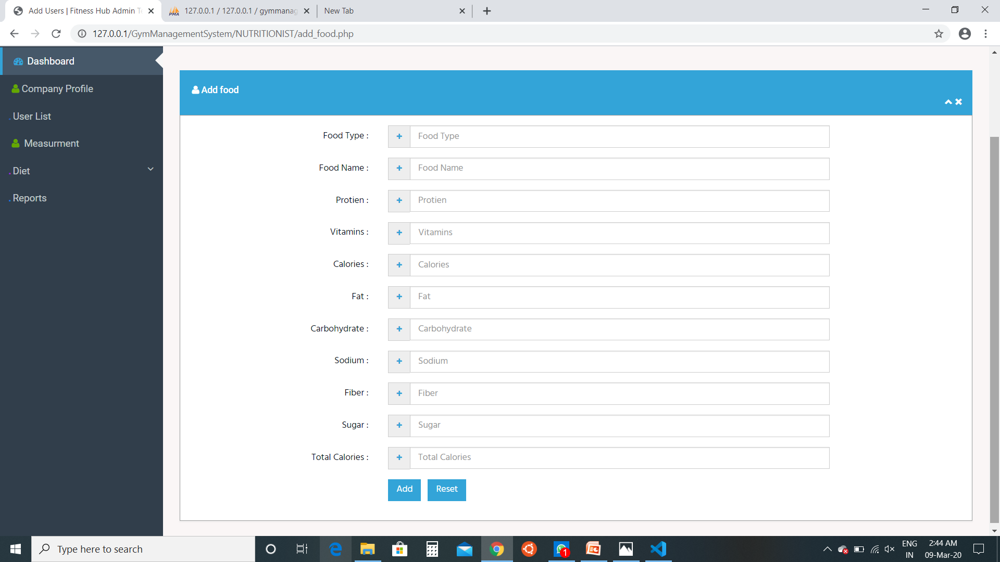 Add Users | Fitness Hub Admin Te
PMA 127.0.0.1 / 127.0.0.1 / gymmanag
New Tab
127.0.0.1/GymManagementSystem/NUTRITIONIST/add_food.php
Dashboard
Company Profile
User List
Measurment
Diet
Reports
Add food
Food Type : Food Type
Food Name : Food Name
Protien : Protien
Vitamins : Vitamins
Calories : Calories
Fat : Fat
Carbohydrate : Carbohydrate
Sodium : Sodium
Fiber : Fiber
Sugar : Sugar
Total Calories : Total Calories
Add Reset
Type here to search
1
ENG
IN
2:44 AM
09-Mar-20